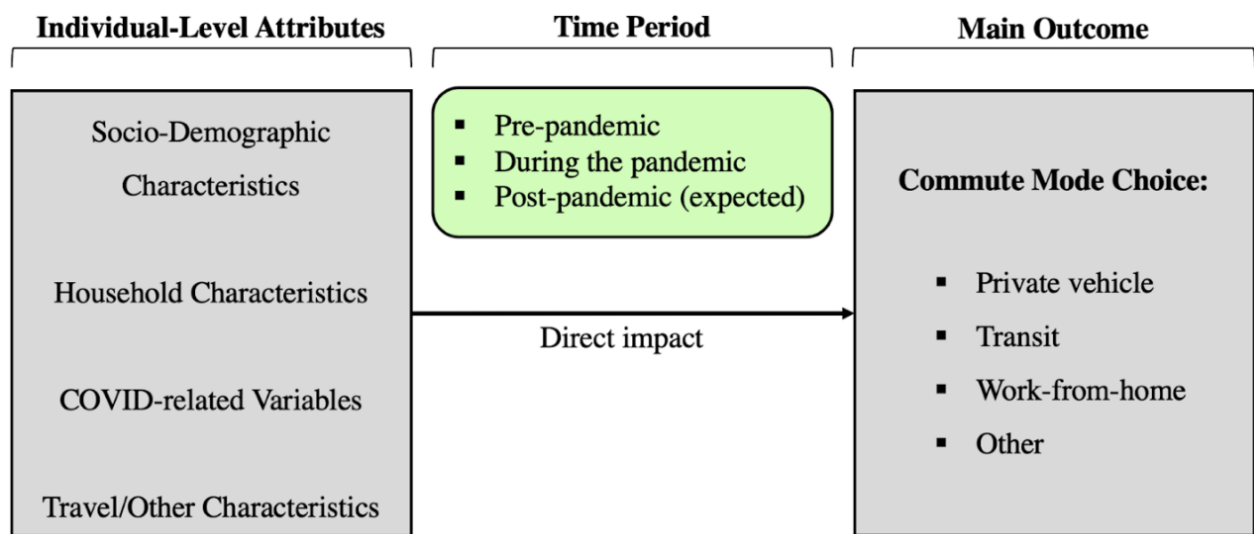 Individual-Level Attributes
Time Period
Main Outcome
Socio-Demographic
Characteristics
Household Characteristics
COVID-related Variables
Travel/Other Characteristics
▪ Pre-pandemic
▪ During the pandemic
▪ Post-pandemic (expected)
Direct impact
Commute Mode Choice:
▪ Private vehicle
▪ Transit
▪ Work-from-home
▪ Other